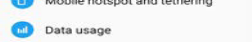 Mobile hotspot and tethering
Data usage